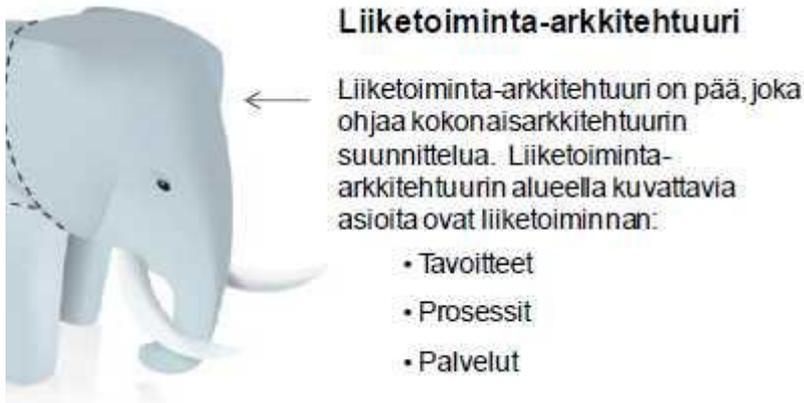 Liiketoiminta-arkkitehtuuri
Liiketoiminta-arkkitehtuuri on pää, joka
ohjaa kokonaisarkkitehtuurin
suunnittelua. Liiketoiminta-
arkkitehtuurin alueella kuvattavia
asioita ovat liiketoiminnan:
• Tavoitteet
• Prosessit
• Palvelut